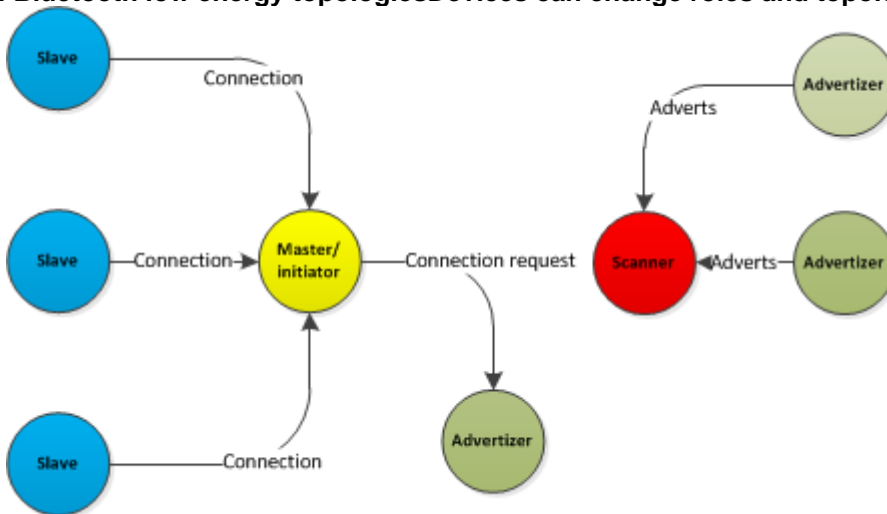 Bluetooth low energy topologiesDevices can change roles and topol
Slave
Connection
Advertizer
Adverts
Slave
Connection
Master/
initiator
Connection request
Scanner
Adverts
Advertizer
Slave
Connection
Advertizer